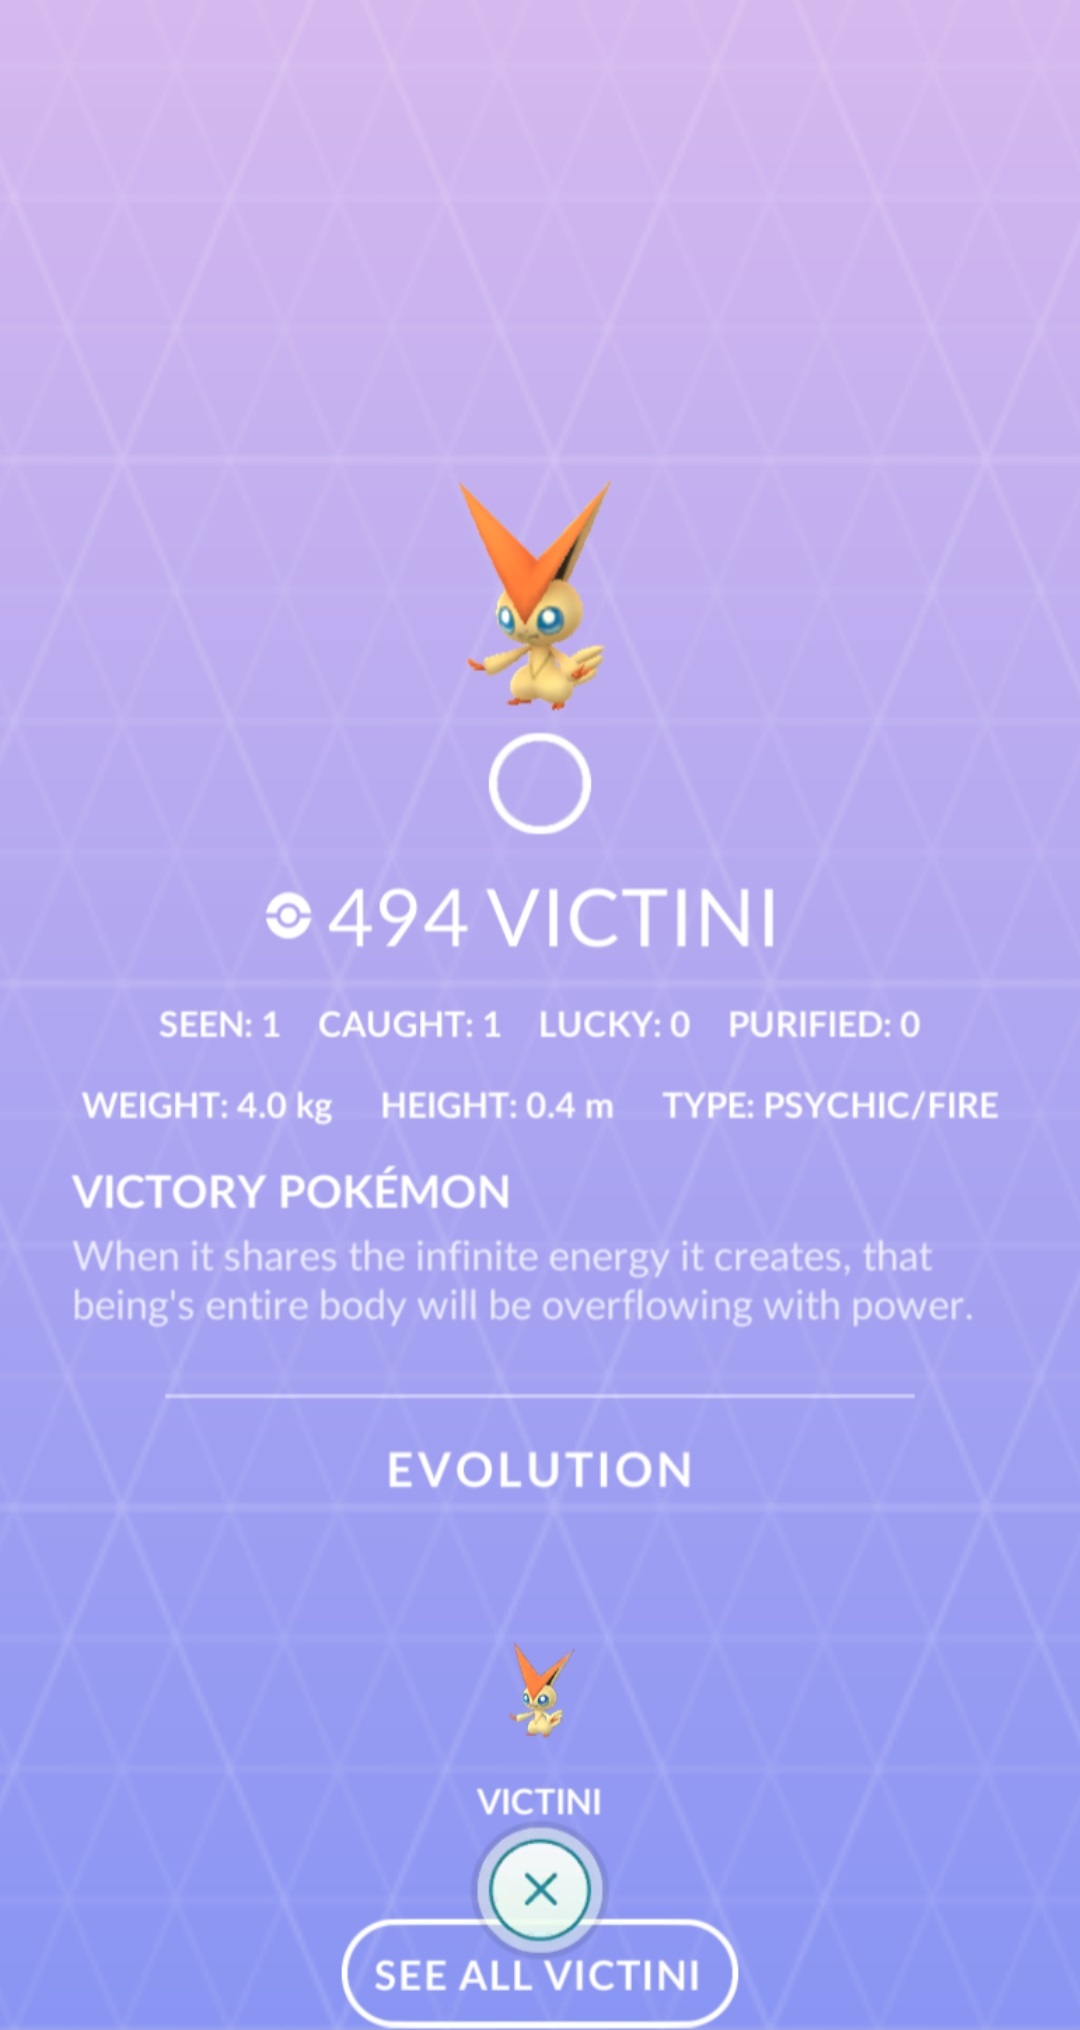 494 VICTINI
SEEN: 1 CAUGHT: 1 LUCKY: 0 PURIFIED: 0
WEIGHT: 4.0 kg HEIGHT: 0.4 m TYPE: PSYCHIC/FIRE
VICTORY POKÉMON
When it shares the infinite energy it creates, that
being's entire body will be overflowing with power.
EVOLUTION
VICTINI
SEE ALL VICTINI